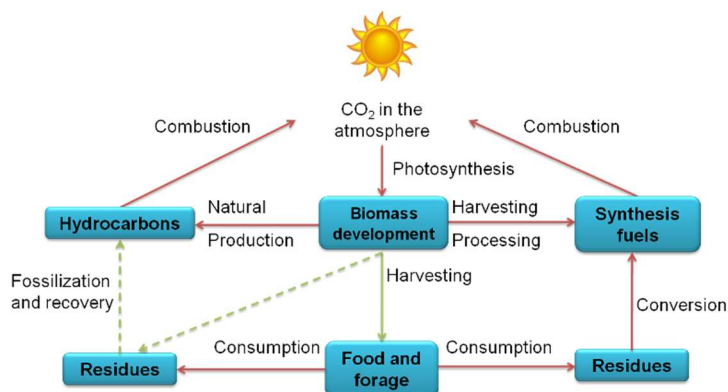 CO₂ in the
atmosphere
Combustion
Combustion
Photosynthesis
Hydrocarbons
Natural
Production
Biomass
development
Harvesting
Processing
Synthesis
fuels
Fossilization
and recovery
Harvesting
Conversion
Residues
Consumption
Food and
forage
Consumption
Residues